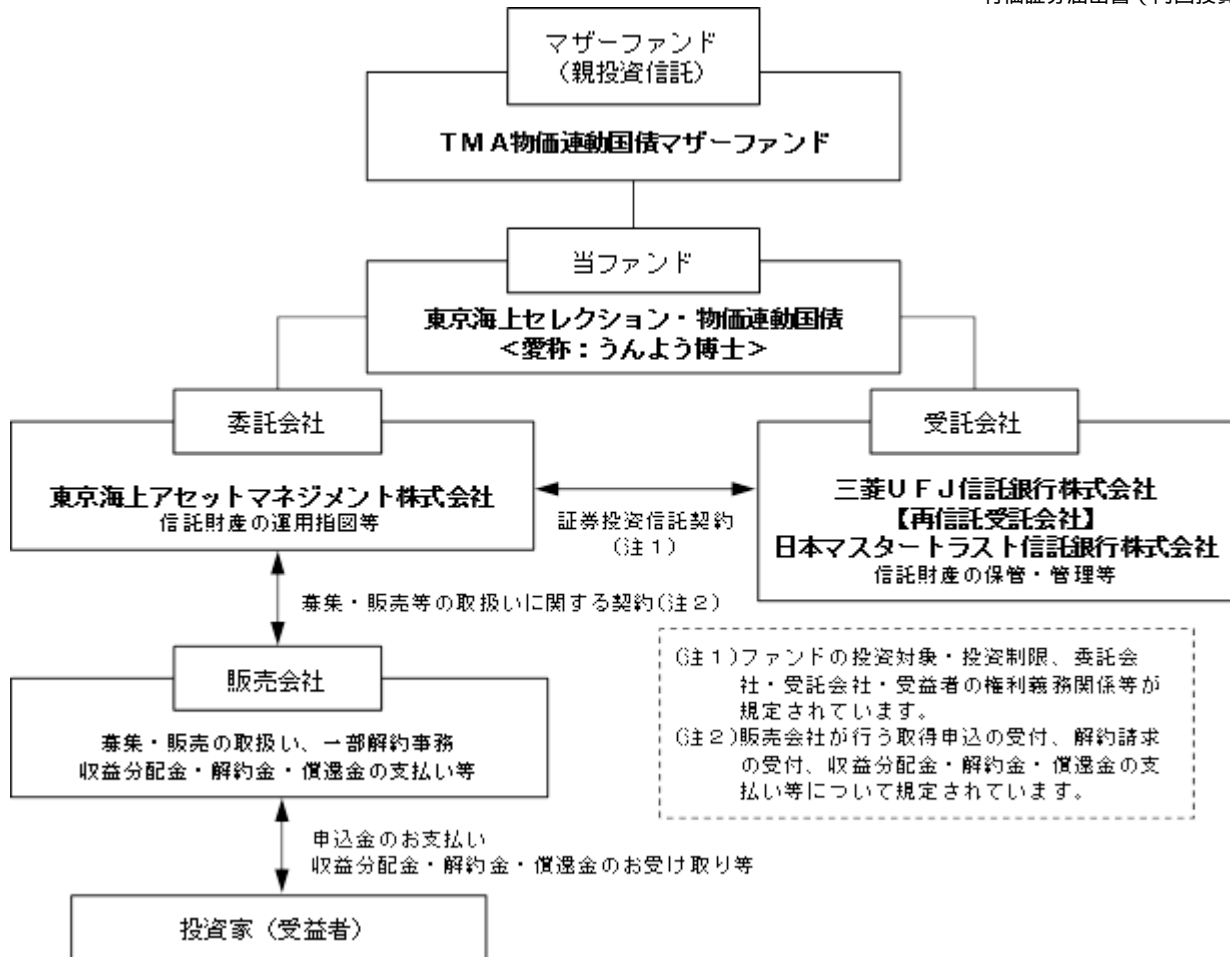 マザーファンド
(親投資信託)
TMA物価連動国債マザーファンド
当ファンド
東京海上セレクション・物価連動国債
<愛称:うんよう博士>
委託会社
東京海上アセットマネジメント株式会社
信託財産の運用指図等
証券投資信託契約
(注1)
受託会社
三菱UFJ信託銀行株式会社
【再信託受託会社】
日本マスタートラスト信託銀行株式会社
信託財産の保管・管理等
募集・販売等の取扱いに関する契約(注2)
(注1)ファンドの投資対象・投資制限、委託会
社・受託会社・受益者の権利義務関係等が
規定されています。
(注2)販売会社が行う取得申込の受付、解約請求
の受付、収益分配金・解約金・償還金の支
払い等について規定されています。
販売会社
募集・販売の取扱い、一部解約事務
収益分配金・解約金・償還金の支払い等
申込金のお支払い
収益分配金・解約金・償還金のお受け取り等
投資家(受益者)